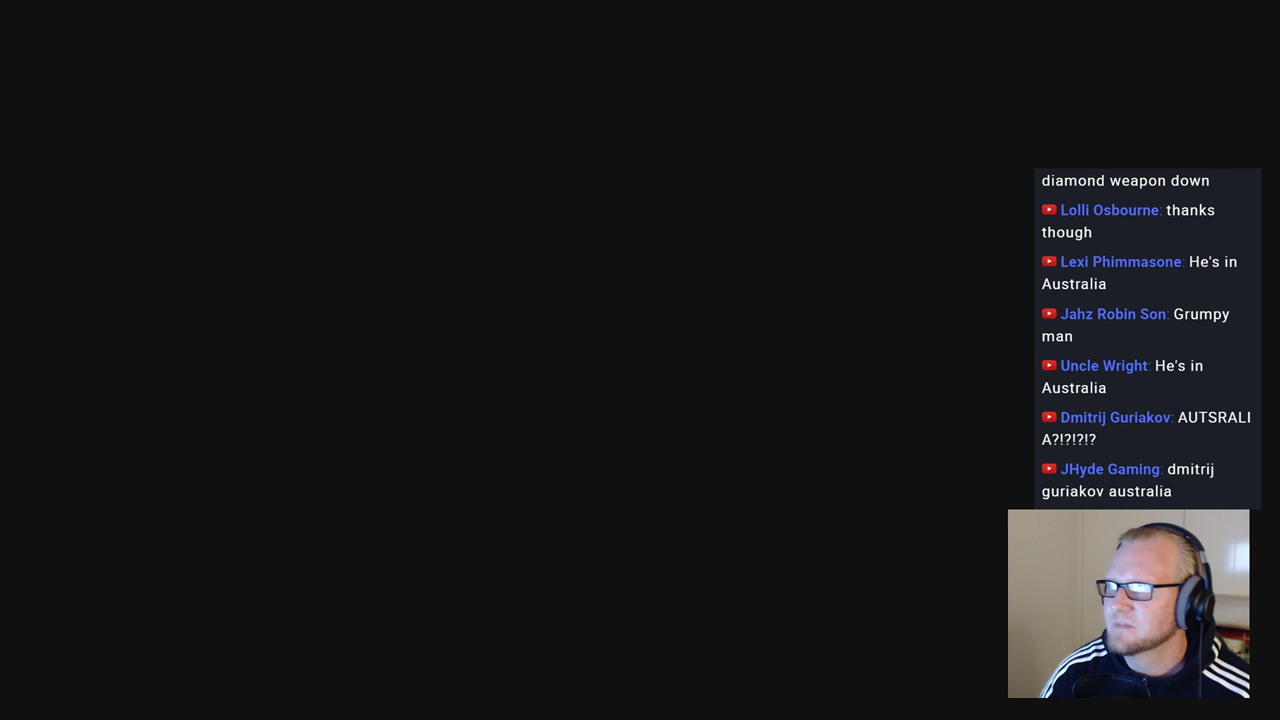 diamond weapon down
Lolli Osbourne: thanks
though
Lexi Phimmasone: He's in
Australia
Jahz Robin Son: Grumpy
man
Uncle Wright: He's in
Australia
Dmitrij Guriakov: AUTSRALI
A?!?!?!?
JHyde Gaming: dmitrij
guriakov australia